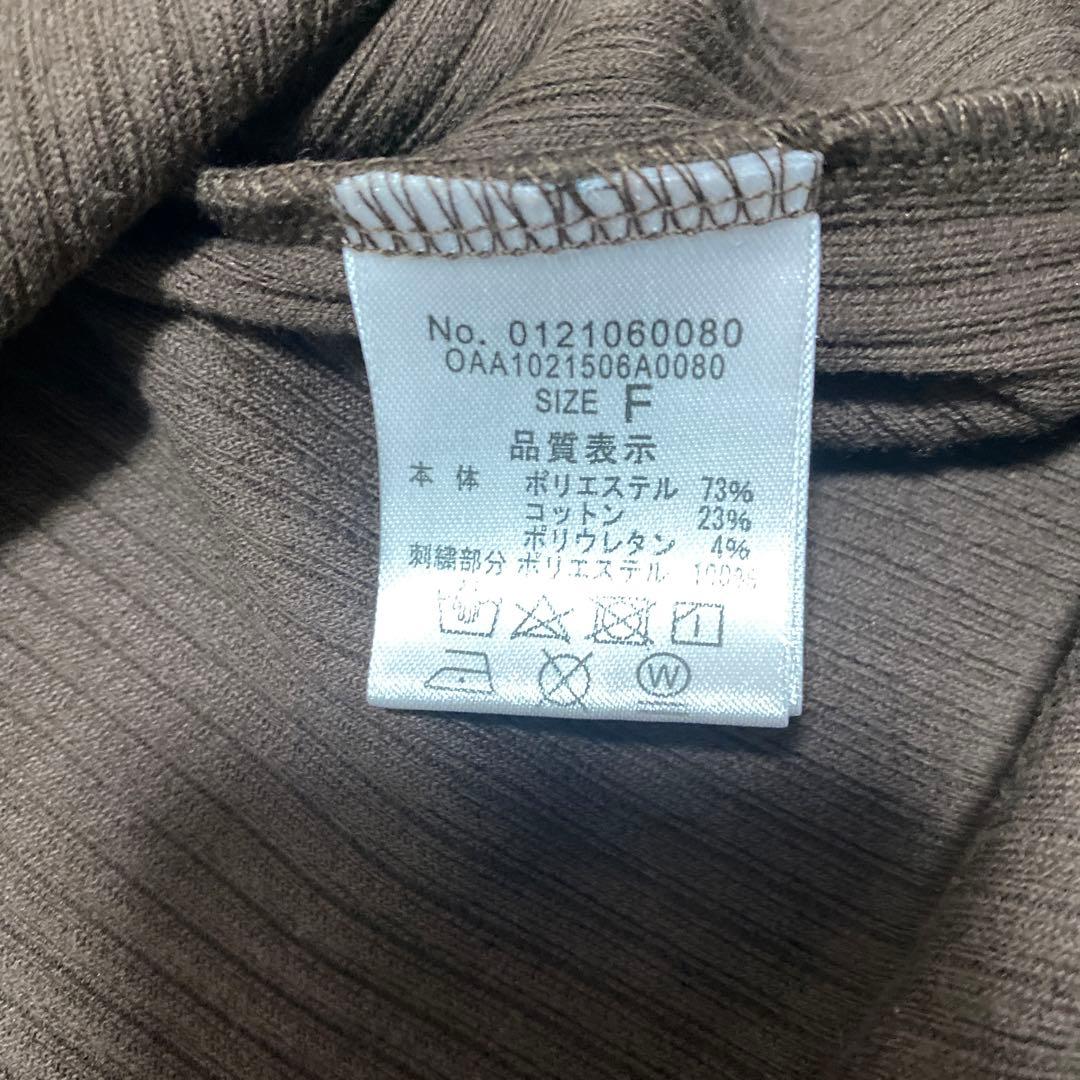 No. 0121060080
OAA1021506A0080
SIZE F
品質表示
本 体 ポリエステル 73%
コットン 23%
ポリウレタン 4%
刺繍部分 ポリエステル 100%
W